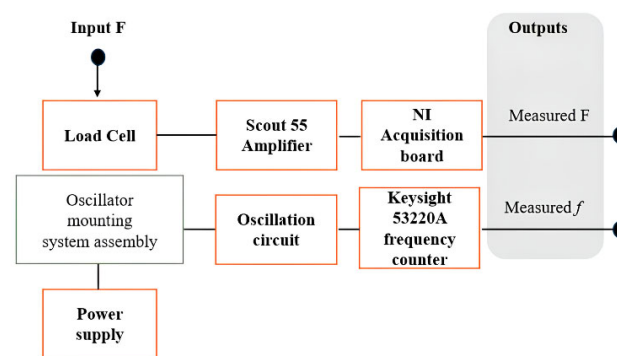 Input F
Outputs
Load Cell
Scout 55
Amplifier
NI
Acquisition
board
Measured F
Oscillator
mounting
system assembly
Oscillation
circuit
Keysight
53220A
frequency
counter
Measured f
Power
supply